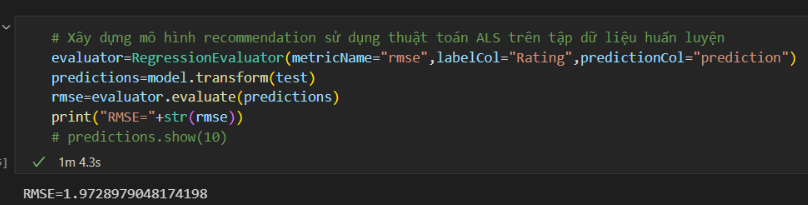 # Xây dựng mô hình recommendation sử dụng thuật toán ALS trên tập dữ liệu huấn luyện
evaluator=RegressionEvaluator(metricName="rmse",labelCol="Rating",predictionCol="prediction")
predictions=model.transform(test)
rmse=evaluator.evaluate(predictions)
print("RMSE="+str(rmse))
# predictions.show(10)
1m 4.3s
RMSE=1.9728979048174198